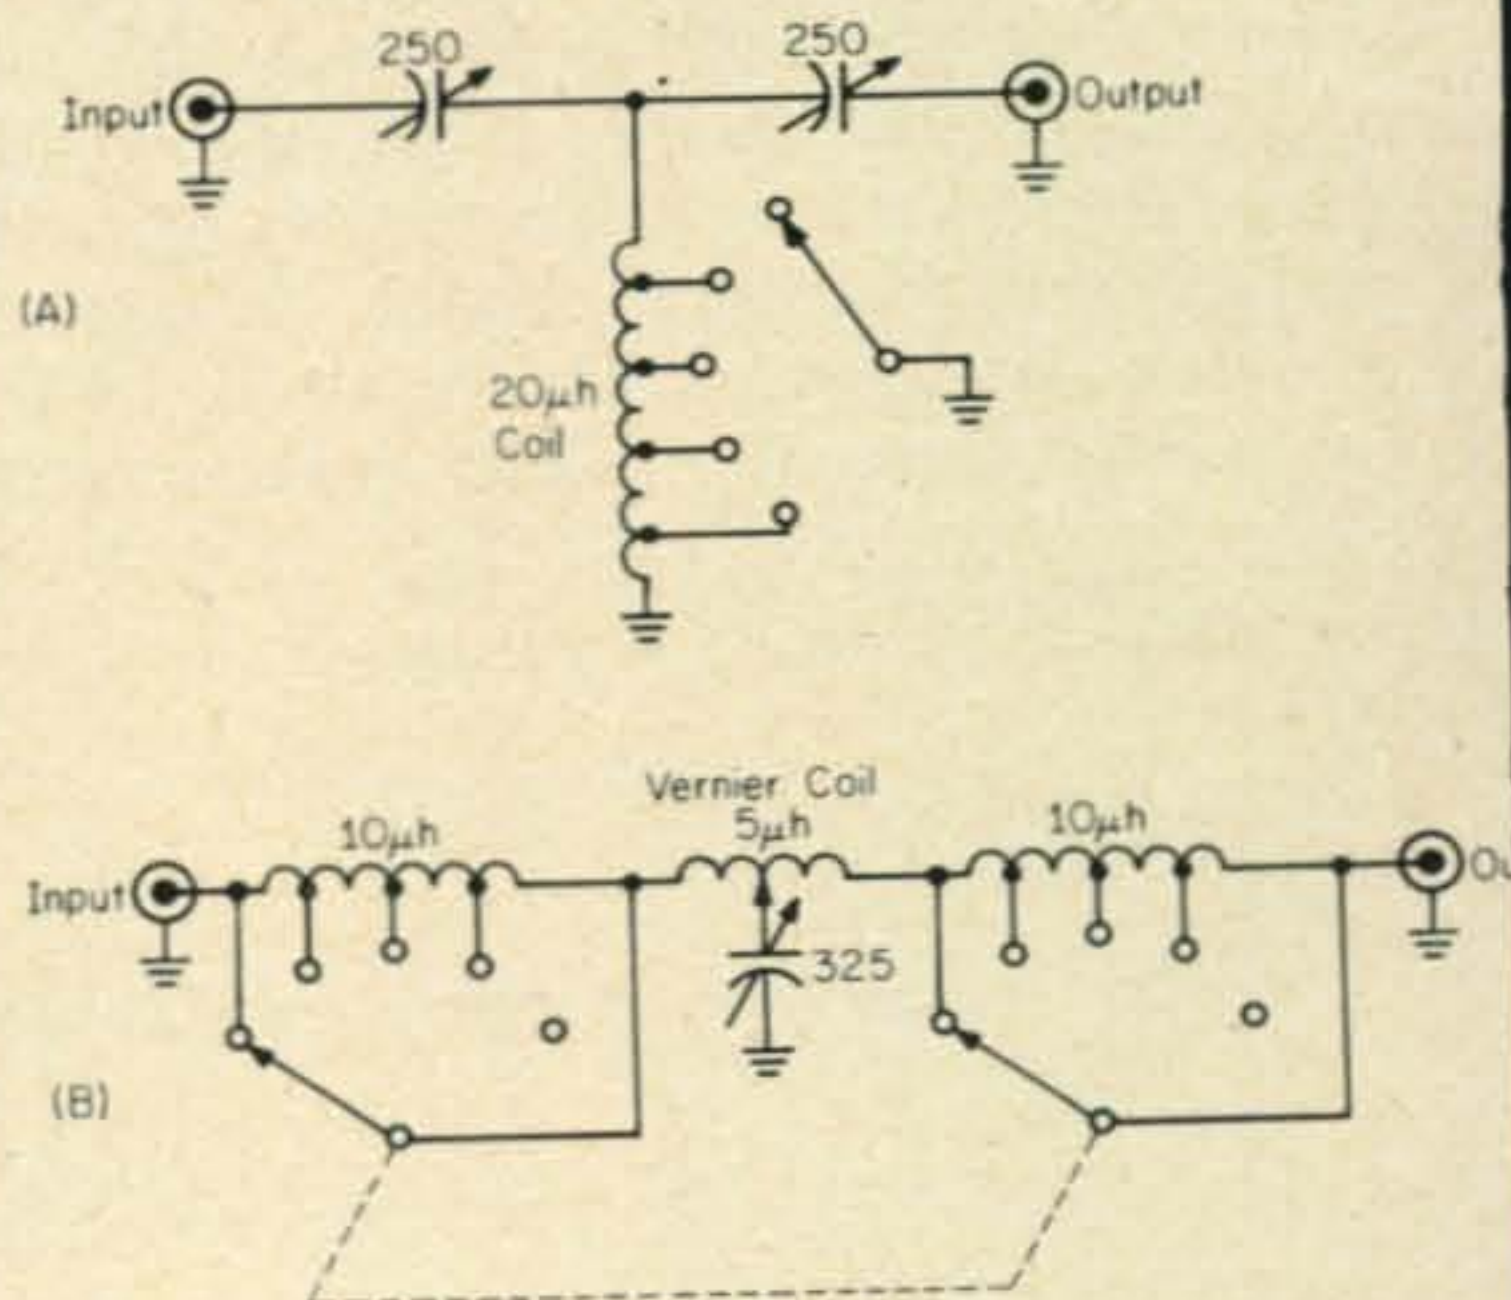 250
250
Input
Output
(A)
20μh
Coil
Vernier Coil
10μh
5μh
10μh
Input
325
(B)